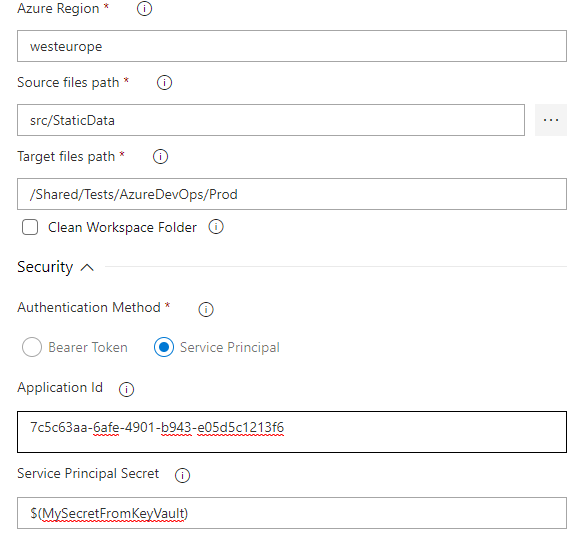 Azure Region *
westeurope
Source files path *
src/StaticData
...
Target files path *
/Shared/Tests/AzureDevOps/Prod
Clean Workspace Folder
Security
Authentication Method *
Bearer Token
Service Principal
Application Id
7c5c63aa-6afe-4901-b943-e05d5c1213f6
Service Principal Secret
$(MySecretFromKeyVault)